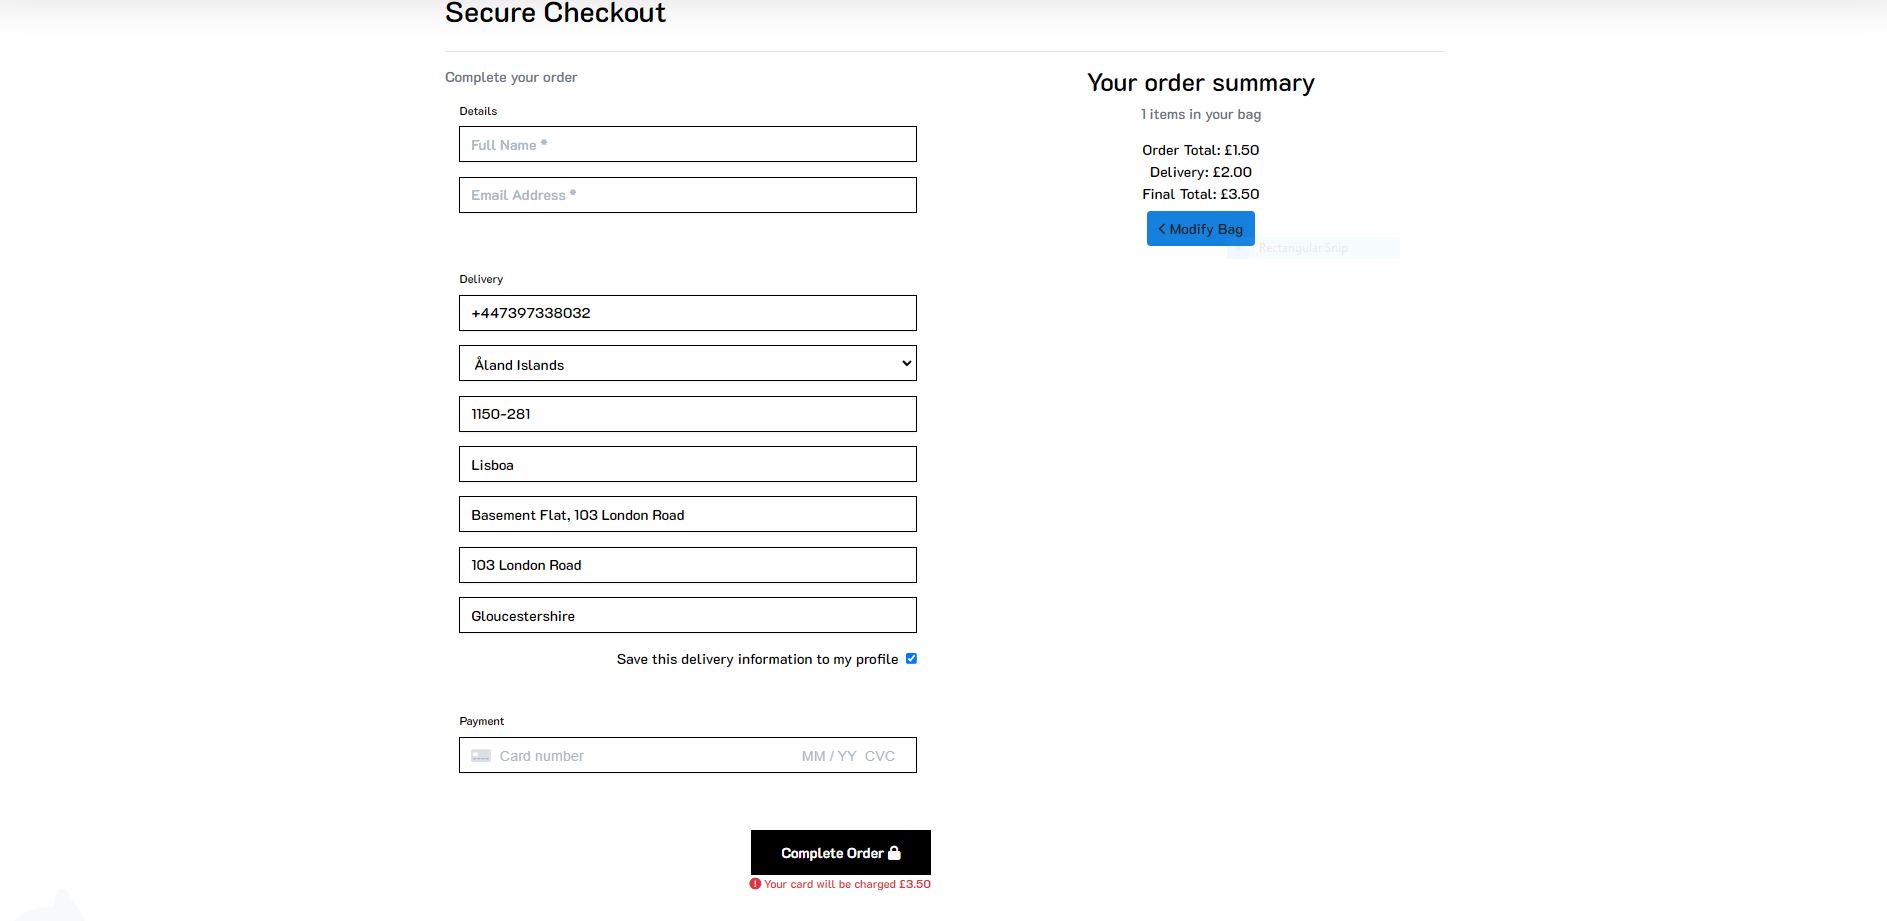 Secure Checkout
Complete your order
Details
Full Name *
Email Address *
Delivery
+447397338032
Åland Islands
1150-281
Lisboa
Basement Flat, 103 London Road
103 London Road
Gloucestershire
Save this delivery information to my profile
Payment
Card number MM / YY CVC
Complete Order
Your card will be charged £3.50
Your order summary
1 items in your bag
Order Total: £1.50
Delivery: £2.00
Final Total: £3.50
Modify Bag
Rectangular Snip